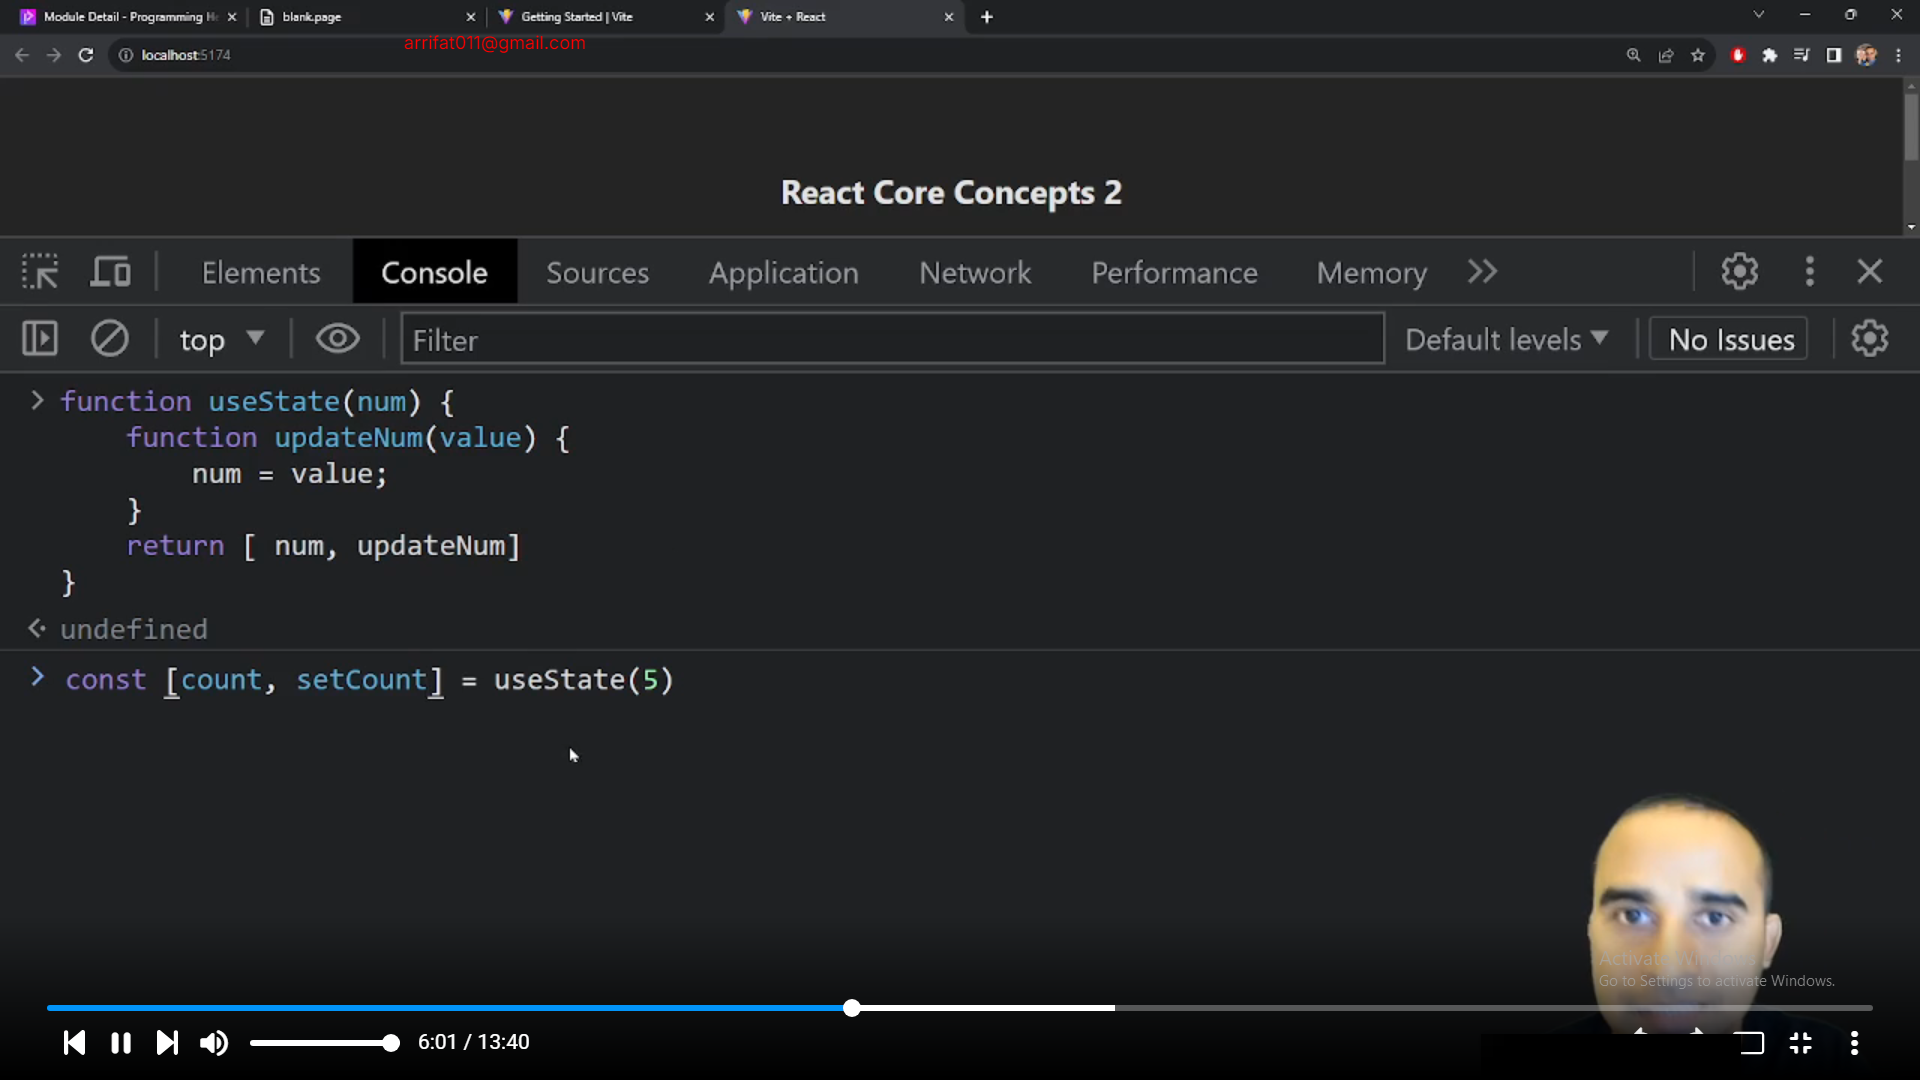 Module Detail - Programming He
blank.page
Getting Started | Vite
Vite + React
arrifat011@gmail.com
localhost:5174
React Core Concepts 2
Elements
Console
Sources
Application
Network
Performance
Memory
top
Filter
Default levels
No Issues
function useState(num) {
function updateNum(value) {
num = value;
}
return [ num, updateNum]
}
undefined
const [count, setCount] = useState(5)
Activate Windows
Go to Settings to activate Windows.
6:01 / 13:40